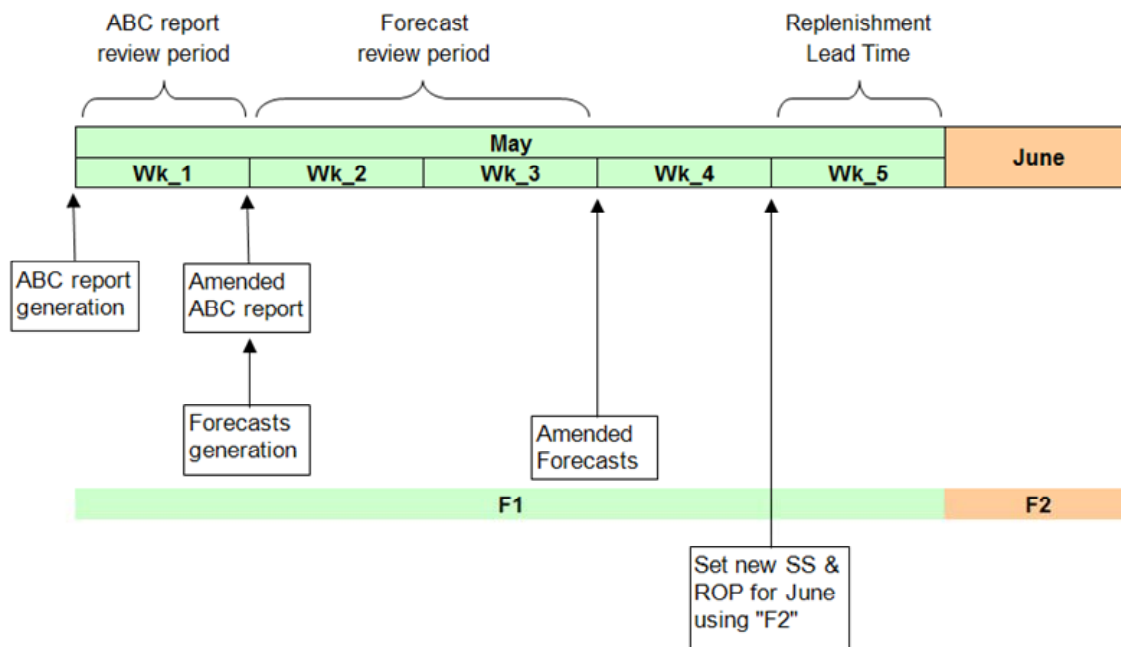 ABC report
review period
Forecast
review period
Replenishment
Lead Time
May
June
Wk_1 Wk_2 Wk_3 Wk_4 Wk_5
ABC report
generation
Amended
ABC report
Forecasts
generation
Amended
Forecasts
F1 F2
Set new SS &
ROP for June
using "F2"